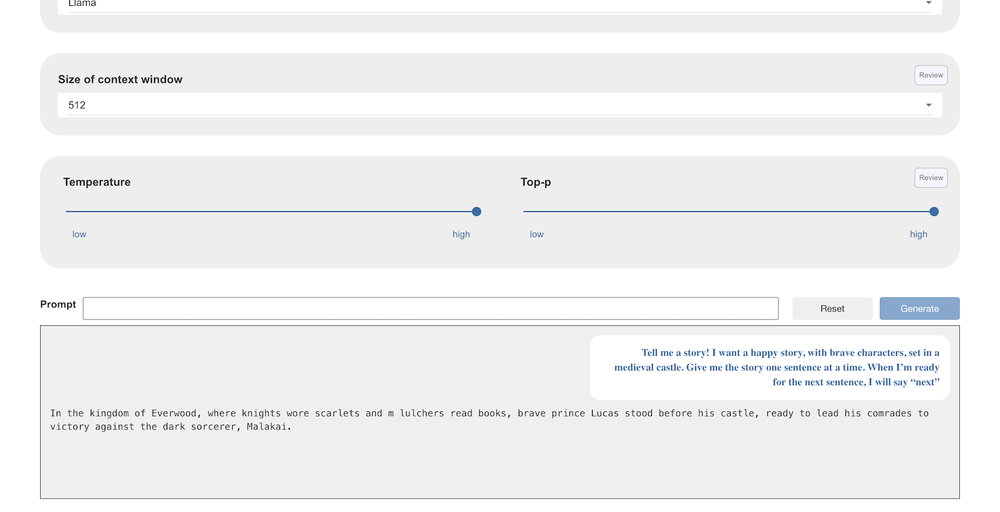 Llama
Size of context window
Review
512
Temperature
Top-p
Review
low
high
low
high
Prompt
Reset
Generate
Tell me a story! I want a happy story, with brave characters, set in a
medieval castle. Give me the story one sentence at a time. When I’m ready
for the next sentence, I will say “next”
In the kingdom of Everwood, where knights wore scarlets and m lulchers read books, brave prince Lucas stood before his castle, ready to lead his comrades to
victory against the dark sorcerer, Malakai.